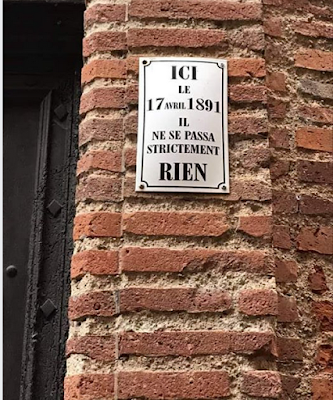 ICI
LE
17 AVRIL 1891
IL
NE SE PASSA
STRICTEMENT
RIEN